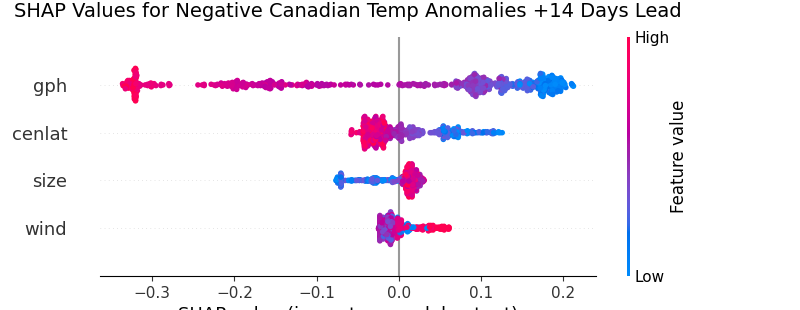 SHAP Values for Negative Canadian Temp Anomalies +14 Days Lead
High
gph
cenlat
size
wind
Feature value
Low
−0.3 −0.2 −0.1 0.0 0.1 0.2